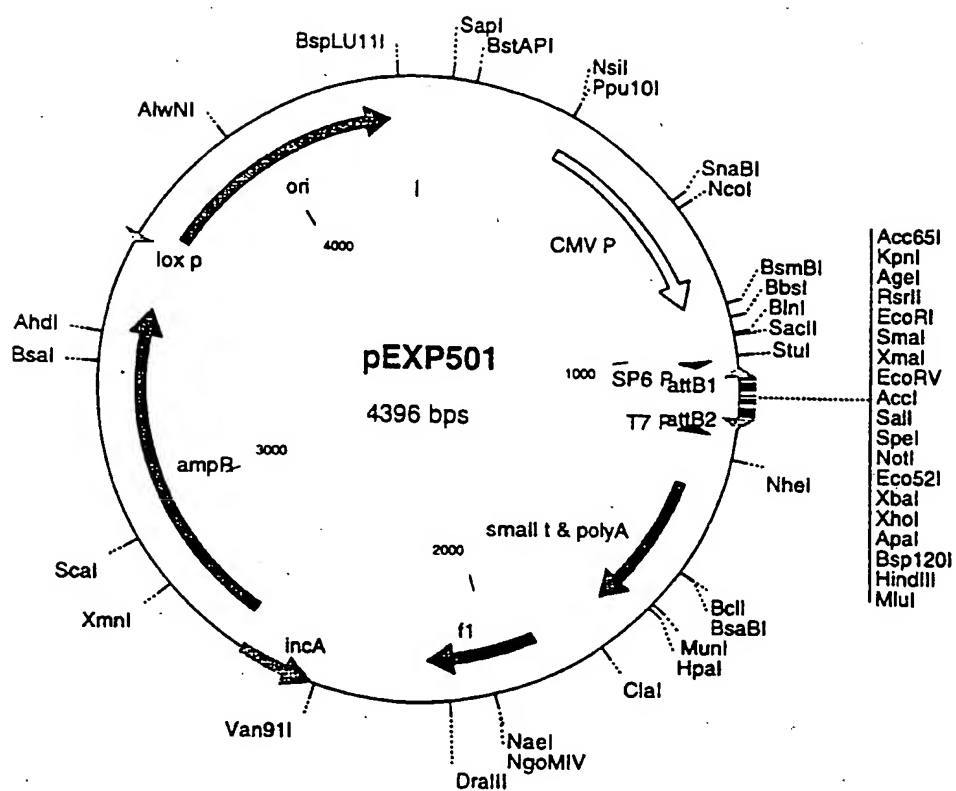 SapI
BspLU11I
BstAPI
NsiI
Ppu10I
AlwNI
SnaBI
NcoI
ori
4000
CMV P
lox p
Acc65I
KpnI
AgeI
RsrII
EcoRI
SmaI
XmaI
EcoRV
AccI
SalI
SpeI
NotI
Eco52I
XbaI
XhoI
ApaI
Bsp120I
HindIII
MluI
BsmBI
BbsI
BlnI
SacII
StuI
AhdI
BsaI
pEXP501
4396 bps
1000
SP6 P
attB1
T7 P
attB2
NheI
3000
ampR
small t & polyA
2000
ScaI
XmnI
BclI
BsaBI
MunI
HpaI
f1
incA
ClaI
Van91I
NaeI
NgoMIV
DraIII